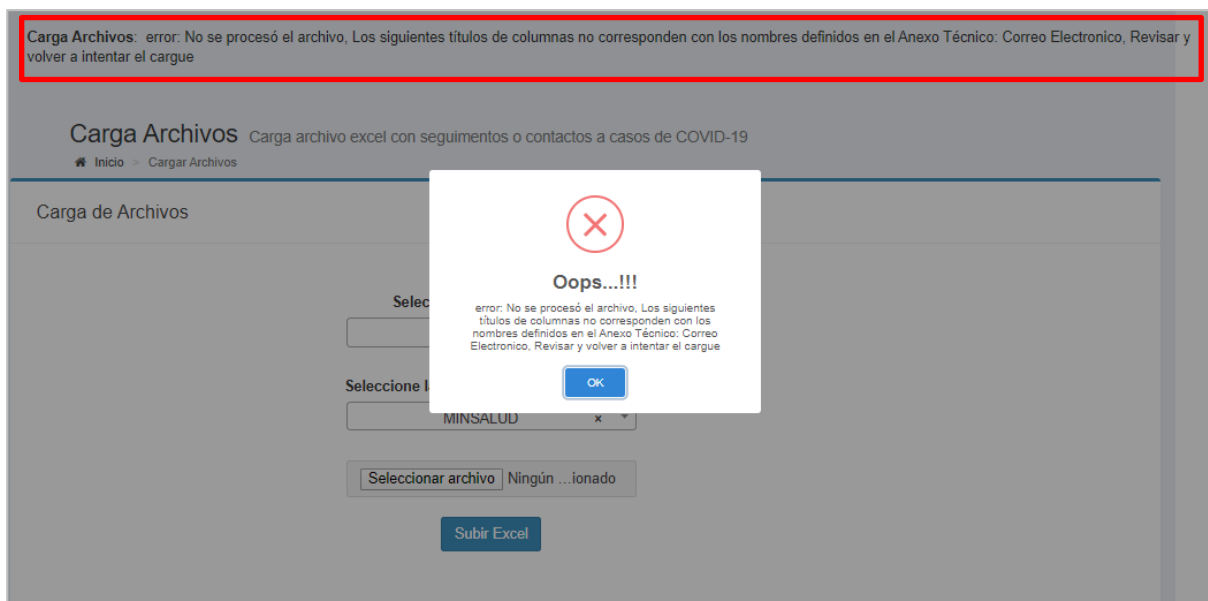 Carga Archivos: error: No se procesó el archivo, Los siguientes títulos de columnas no corresponden con los nombres definidos en el Anexo Técnico: Correo Electronico, Revisar y
volver a intentar el cargue
Carga Archivos Carga archivo excel con seguimentos o contactos a casos de COVID-19
Inicio > Cargar Archivos
Carga de Archivos
Oops...!!!
error: No se procesó el archivo, Los siguientes
títulos de columnas no corresponden con los
nombres definidos en el Anexo Técnico: Correo
Electronico, Revisar y volver a intentar el cargue
OK
Selec
Seleccione l
MINSALUD ×
Seleccionar archivo Ningún ...ionado
Subir Excel